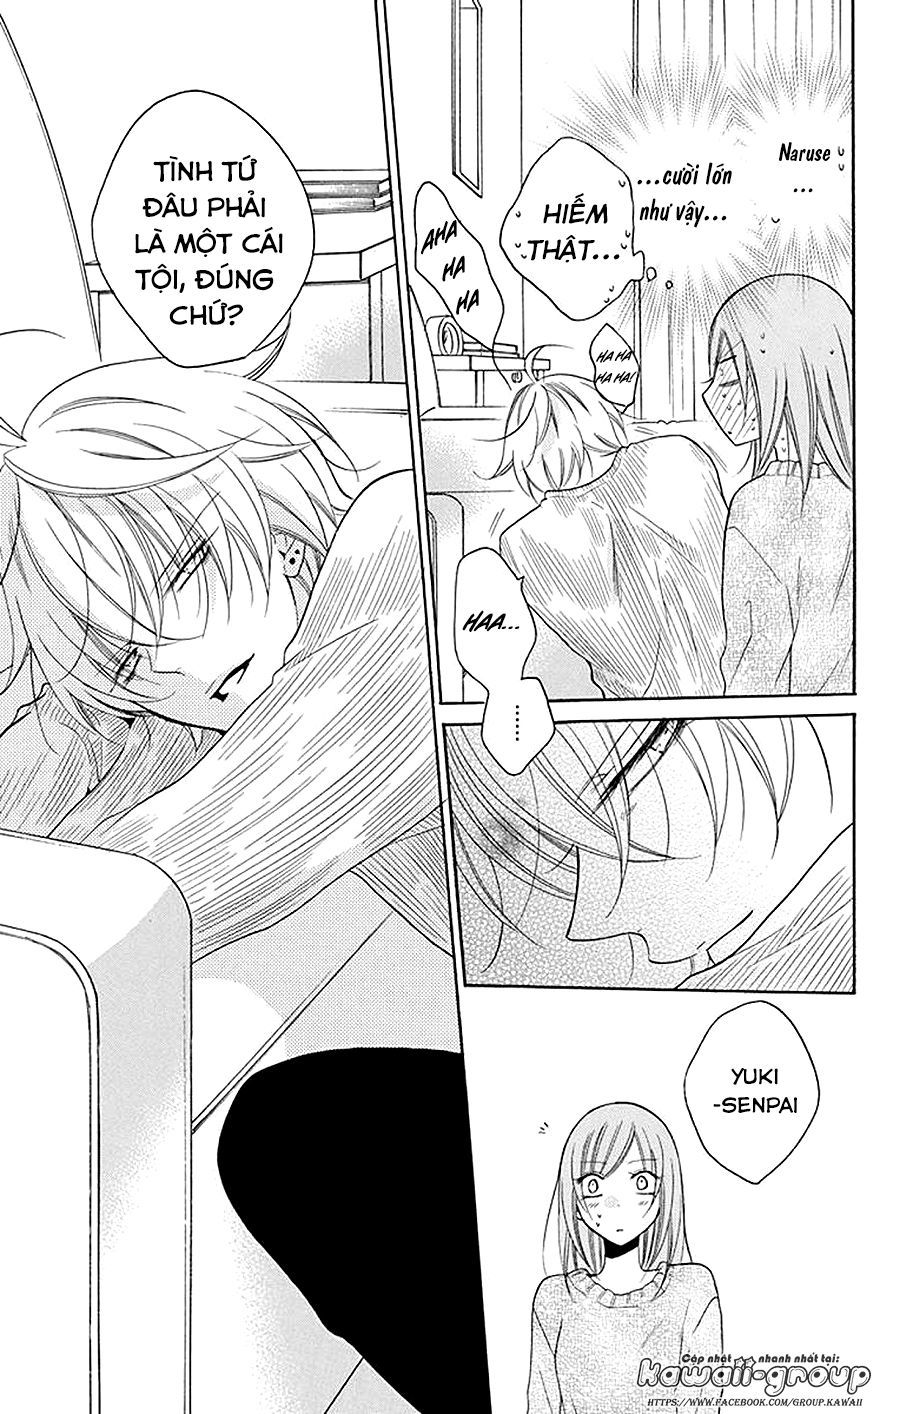 Naruse
...
...cười lớn
như vậy...
HIẾM
THẬT...
AHA
HA
HA
HA HA
HA HA!
HAA...
......
YUKI
-SENPAI
TÌNH TỨ
ĐÂU PHẢI
LÀ MỘT CÁI
TỘI, ĐÚNG
CHỨ?
Cập nhật nhanh nhất tại:
kawaii-group
HTTPS://WWW.FACEBOOK.COM/GROUP.KAWAII